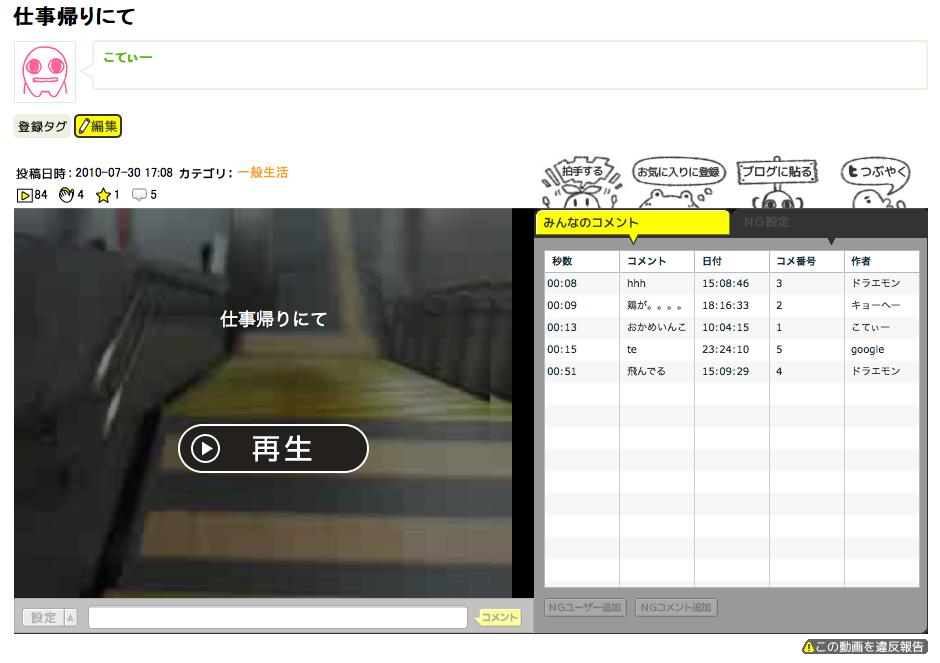 仕事帰りにて
こてぃー
登録タグ 編集
投稿日時：2010-07-30 17:08 カテゴリ：一般生活
84 4 1 5
拍手する お気に入りに登録 ブログに貼る tつぶやく
みんなのコメント NG設定
仕事帰りにて
再生
秒数 コメント 日付 コメ番号 作者
00:08 hhh 15:08:46 3 ドラエモン
00:09 鶏が。。。。 18:16:33 2 キョーヘー
00:13 おかめいんこ 10:04:15 1 こてぃー
00:15 te 23:24:10 5 google
00:51 飛んでる 15:09:29 4 ドラエモン
NGユーザー追加 NGコメント追加
設定 コメント
この動画を違反報告